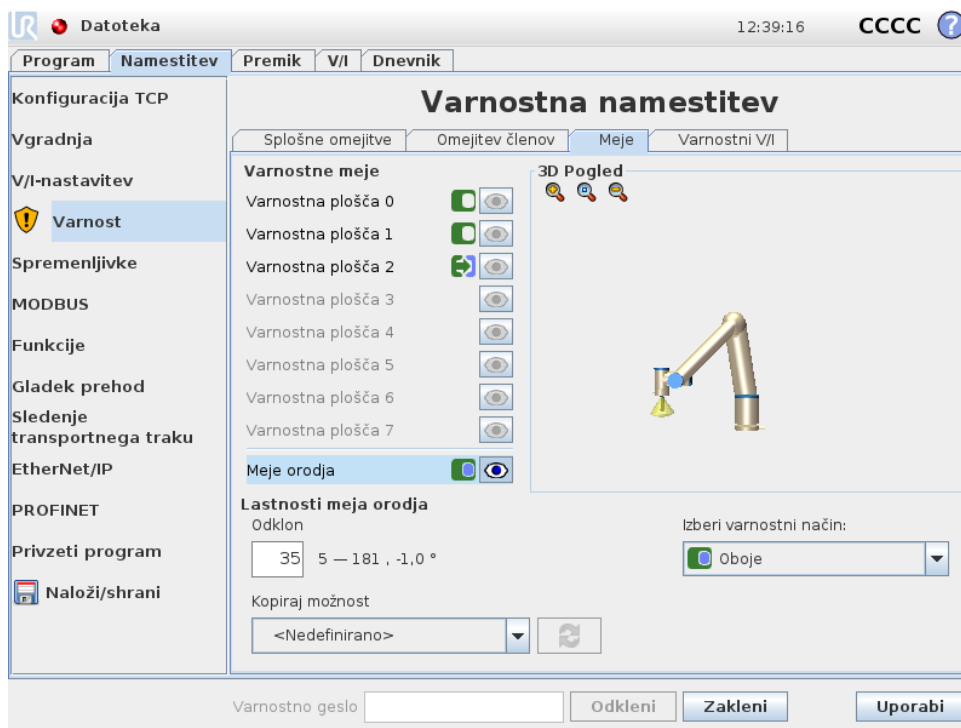 UR Datoteka 12:39:16 CCCC ?
Program Namestitev Premik V/I Dnevnik
Konfiguracija TCP
Vgradnja
V/I-nastavitev
Varnost
Spremenljivke
MODBUS
Funkcije
Gladek prehod
Sledenje
transportnega traku
EtherNet/IP
PROFINET
Privzeti program
Naloži/shrani
Varnostna namestitev
Splošne omejitve Omejitev členov Meje Varnostni V/I
Varnostne meje
Varnostna plošča 0
Varnostna plošča 1
Varnostna plošča 2
Varnostna plošča 3
Varnostna plošča 4
Varnostna plošča 5
Varnostna plošča 6
Varnostna plošča 7
Meje orodja
3D Pogled
Lastnosti meja orodja
Odklon
35 5 — 181 , -1,0 °
Izberi varnostni način:
Oboje
Kopiraj možnost
<Nedefinirano>
Varnostno geslo Odkleni Zakleni Uporabi